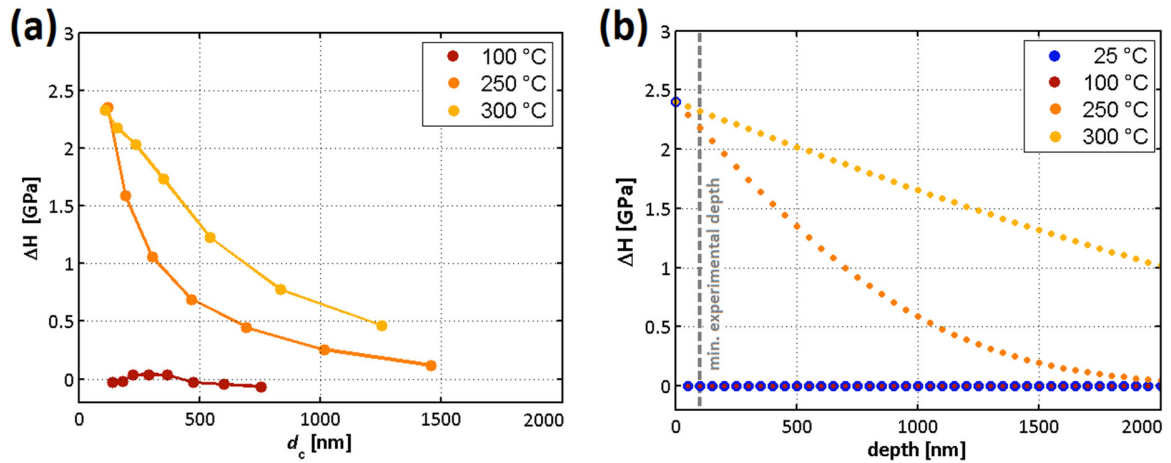 (a)
3
2.5
2
1.5
1
0.5
0
ΔH [GPa]
100 °C
250 °C
300 °C
0
500
1000
1500
2000
d_c [nm]
(b)
3
2.5
2
1.5
1
0.5
0
ΔH [GPa]
25 °C
100 °C
250 °C
300 °C
min. experimental depth
0
500
1000
1500
2000
depth [nm]